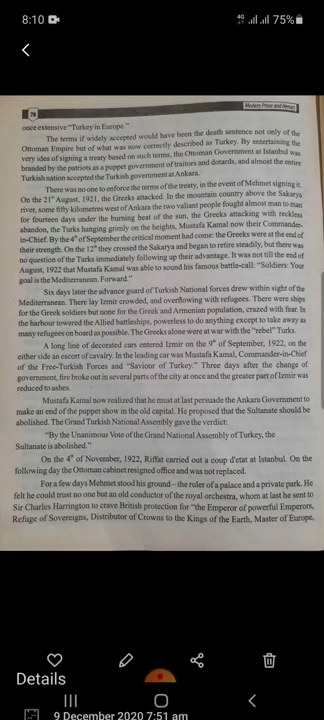 8:10
4G
75%
78
Modern Prose and Heroes
once extensive "Turkey in Europe."
The terms if widely accepted would have been the death sentence not only of the
Ottoman Empire but of what was now correctly described as Turkey. By entertaining the
very idea of signing a treaty based on such terms, the Ottoman Government at Istanbul was
branded by the patriots as a puppet government of traitors and dotards, and almost the entire
Turkish nation accepted the Turkish government at Ankara.
There was no one to enforce the terms of the treaty, in the event of Mehmet signing it.
On the 21st August, 1921, the Greeks attacked. In the mountain country above the Sakarya
river, some fifty kilometres west of Ankara the two valiant people fought almost man to man
for fourteen days under the burning heat of the sun, the Greeks attacking with reckless
abandon, the Turks hanging grimly on the heights, Mustafa Kamal now their Commander-
in-Chief. By the 4th of September the critical moment had come: the Greeks were at the end of
their strength. On the 12th they crossed the Sakarya and began to retire steadily, but there was
no question of the Turks immediately following up their advantage. It was not till the end of
August, 1922 that Mustafa Kamal was able to sound his famous battle-call: "Soldiers: Your
goal is the Mediterranean. Forward."
Six days later the advance guard of Turkish National forces drew within sight of the
Mediterranean. There lay Izmir crowded, and overflowing with refugees. There were ships
for the Greek soldiers but none for the Greek and Armenian population, crazed with fear. In
the harbour towered the Allied battleships, powerless to do anything except to take away as
many refugees on board as possible. The Greeks alone were at war with the "rebel" Turks.
A long line of decorated cars entered Izmir on the 9th of September, 1922, on the
either side an escort of cavalry. In the leading car was Mustafa Kamal, Commander-in-Chief
of the Free-Turkish Forces and "Saviour of Turkey." Three days after the change of
government, fire broke out in several parts of the city at once and the greater part of Izmir was
reduced to ashes.
Mustafa Kamal now realized that he must at last persuade the Ankara Government to
make an end of the puppet show in the old capital. He proposed that the Sultanate should be
abolished. The Grand Turkish National Assembly gave the verdict:
"By the Unanimous Vote of the Grand National Assembly of Turkey, the
Sultanate is abolished."
On the 4th of November, 1922, Riffat carried out a coup d'etat at Istanbul. On the
following day the Ottoman cabinet resigned office and was not replaced.
For a few days Mehmet stood his ground – the ruler of a palace and a private park. He
felt he could trust no one but an old conductor of the royal orchestra, whom at last he sent to
Sir Charles Harrington to crave British protection for "the Emperor of powerful Emperors,
Refuge of Sovereigns, Distributor of Crowns to the Kings of the Earth, Master of Europe,
Details
9 December 2020 7:51 am